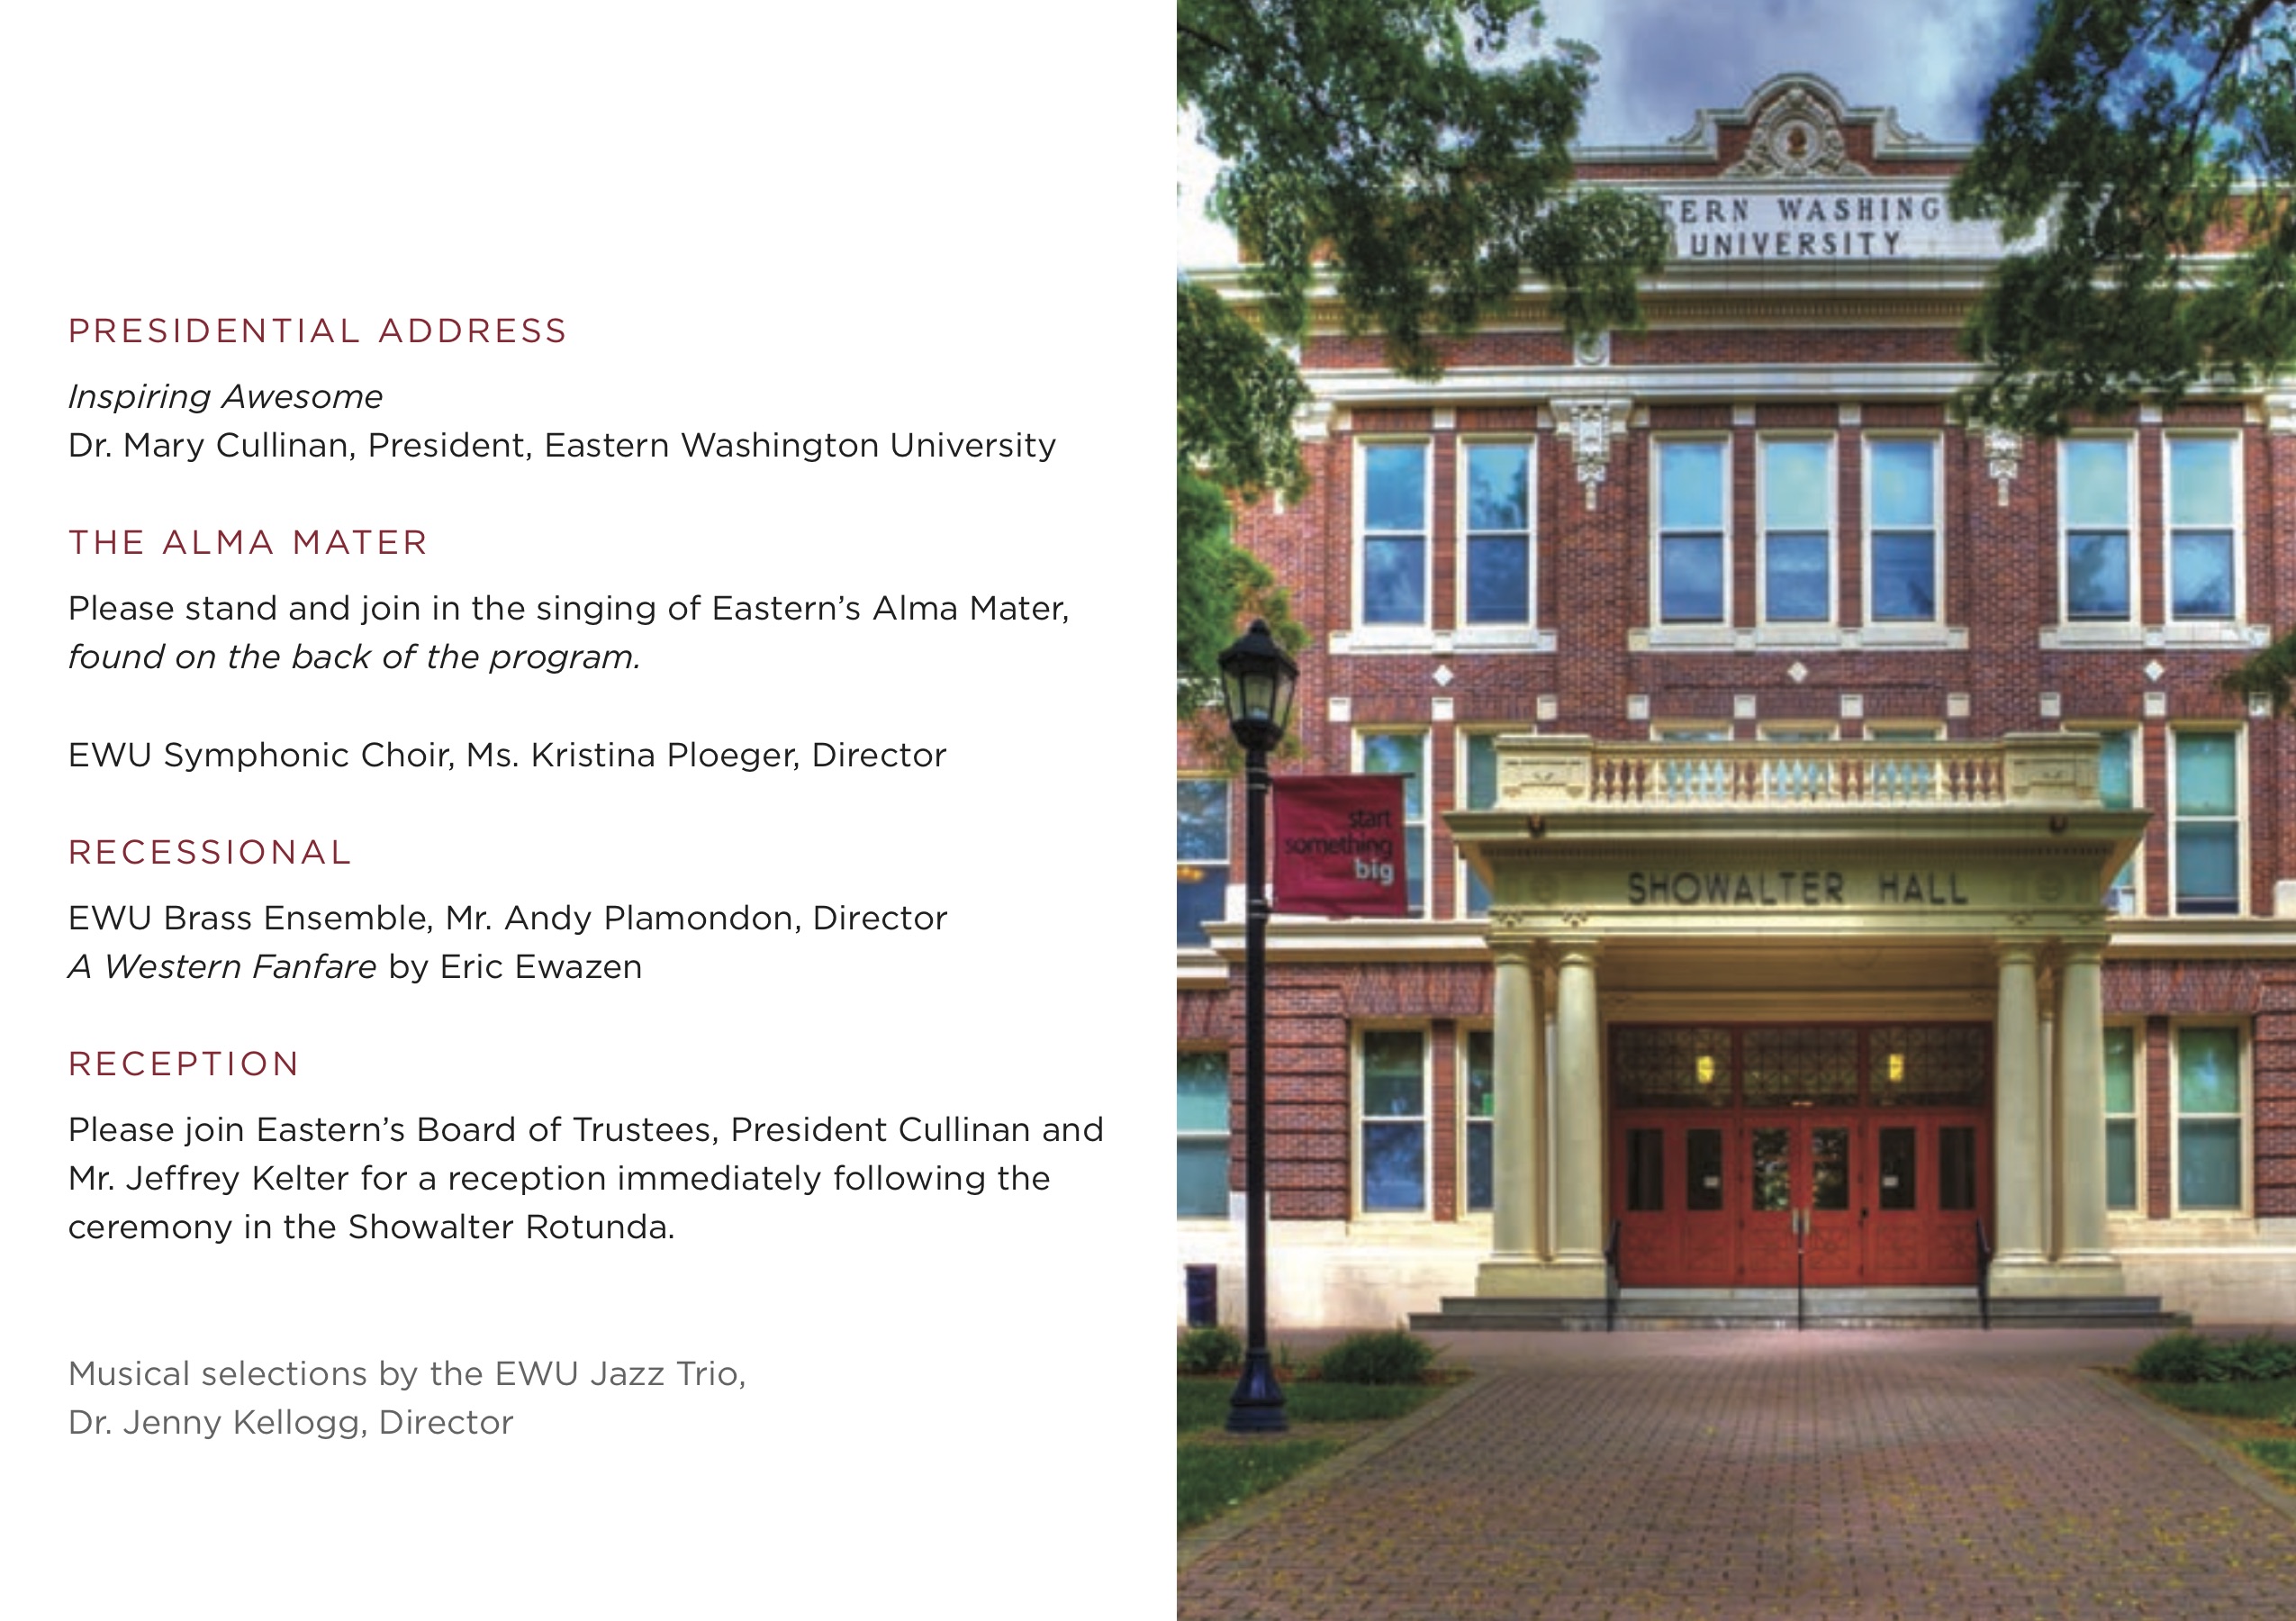 PRESIDENTIAL ADDRESS
Inspiring Awesome
Dr. Mary Cullinan, President, Eastern Washington University
THE ALMA MATER
Please stand and join in the singing of Eastern’s Alma Mater,
found on the back of the program.
EWU Symphonic Choir, Ms. Kristina Ploeger, Director
RECESSIONAL
EWU Brass Ensemble, Mr. Andy Plamondon, Director
A Western Fanfare by Eric Ewazen
RECEPTION
Please join Eastern’s Board of Trustees, President Cullinan and
Mr. Jeffrey Kelter for a reception immediately following the
ceremony in the Showalter Rotunda.
Musical selections by the EWU Jazz Trio,
Dr. Jenny Kellogg, Director
TERN WASHING
UNIVERSITY
start
something
big
SHOWALTER HALL